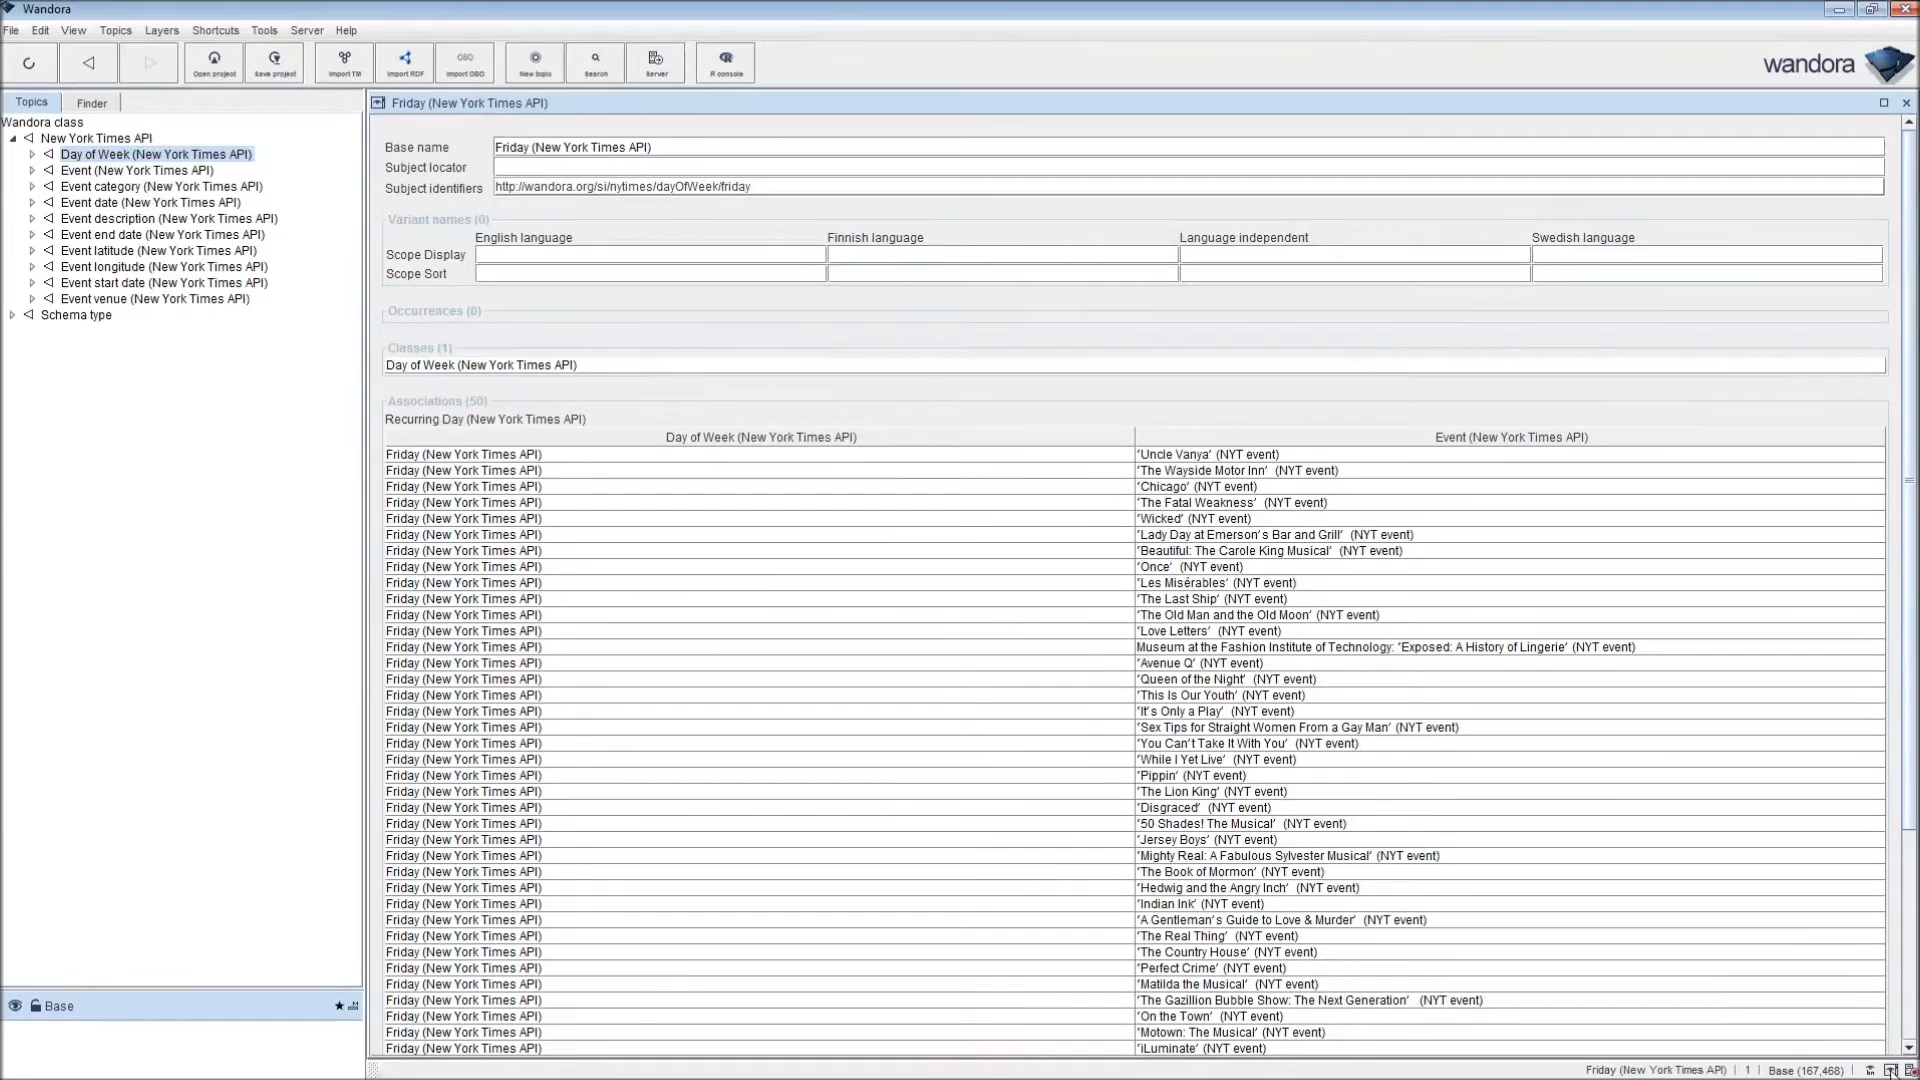 Wandora
File Edit View Topics Layers Shortcuts Tools Server Help
Open project Save project Import TM Import RDF OBO Import OBO New topic Search Server R console
wandora
Topics Finder
Wandora class
New York Times API
Day of Week (New York Times API)
Event (New York Times API)
Event category (New York Times API)
Event date (New York Times API)
Event description (New York Times API)
Event end date (New York Times API)
Event latitude (New York Times API)
Event longitude (New York Times API)
Event start date (New York Times API)
Event venue (New York Times API)
Schema type
Base
Friday (New York Times API)
Base name Friday (New York Times API)
Subject locator
Subject identifiers http://wandora.org/si/nytimes/dayOfWeek/friday
Variant names (0)
English language Finnish language Language independent Swedish language
Scope Display
Scope Sort
Occurrences (0)
Classes (1)
Day of Week (New York Times API)
Associations (50)
Recurring Day (New York Times API)
Day of Week (New York Times API) Event (New York Times API)
Friday (New York Times API) ‘Uncle Vanya’ (NYT event)
Friday (New York Times API) ‘The Wayside Motor Inn’ (NYT event)
Friday (New York Times API) ‘Chicago’ (NYT event)
Friday (New York Times API) ‘The Fatal Weakness’ (NYT event)
Friday (New York Times API) ‘Wicked’ (NYT event)
Friday (New York Times API) ‘Lady Day at Emerson’s Bar and Grill’ (NYT event)
Friday (New York Times API) ‘Beautiful: The Carole King Musical’ (NYT event)
Friday (New York Times API) ‘Once’ (NYT event)
Friday (New York Times API) ‘Les Misérables’ (NYT event)
Friday (New York Times API) ‘The Last Ship’ (NYT event)
Friday (New York Times API) ‘The Old Man and the Old Moon’ (NYT event)
Friday (New York Times API) ‘Love Letters’ (NYT event)
Friday (New York Times API) Museum at the Fashion Institute of Technology: ‘Exposed: A History of Lingerie’ (NYT event)
Friday (New York Times API) ‘Avenue Q’ (NYT event)
Friday (New York Times API) ‘Queen of the Night’ (NYT event)
Friday (New York Times API) ‘This Is Our Youth’ (NYT event)
Friday (New York Times API) ‘It’s Only a Play’ (NYT event)
Friday (New York Times API) ‘Sex Tips for Straight Women From a Gay Man’ (NYT event)
Friday (New York Times API) ‘You Can’t Take It With You’ (NYT event)
Friday (New York Times API) ‘While I Yet Live’ (NYT event)
Friday (New York Times API) ‘Pippin’ (NYT event)
Friday (New York Times API) ‘The Lion King’ (NYT event)
Friday (New York Times API) ‘Disgraced’ (NYT event)
Friday (New York Times API) ‘50 Shades! The Musical’ (NYT event)
Friday (New York Times API) ‘Jersey Boys’ (NYT event)
Friday (New York Times API) ‘Mighty Real: A Fabulous Sylvester Musical’ (NYT event)
Friday (New York Times API) ‘The Book of Mormon’ (NYT event)
Friday (New York Times API) ‘Hedwig and the Angry Inch’ (NYT event)
Friday (New York Times API) ‘Indian Ink’ (NYT event)
Friday (New York Times API) ‘A Gentleman’s Guide to Love & Murder’ (NYT event)
Friday (New York Times API) ‘The Real Thing’ (NYT event)
Friday (New York Times API) ‘The Country House’ (NYT event)
Friday (New York Times API) ‘Perfect Crime’ (NYT event)
Friday (New York Times API) ‘Matilda the Musical’ (NYT event)
Friday (New York Times API) ‘The Gazillion Bubble Show: The Next Generation’ (NYT event)
Friday (New York Times API) ‘On the Town’ (NYT event)
Friday (New York Times API) ‘Motown: The Musical’ (NYT event)
Friday (New York Times API) ‘iLuminate’ (NYT event)
Friday (New York Times API) 1 Base (167,468)